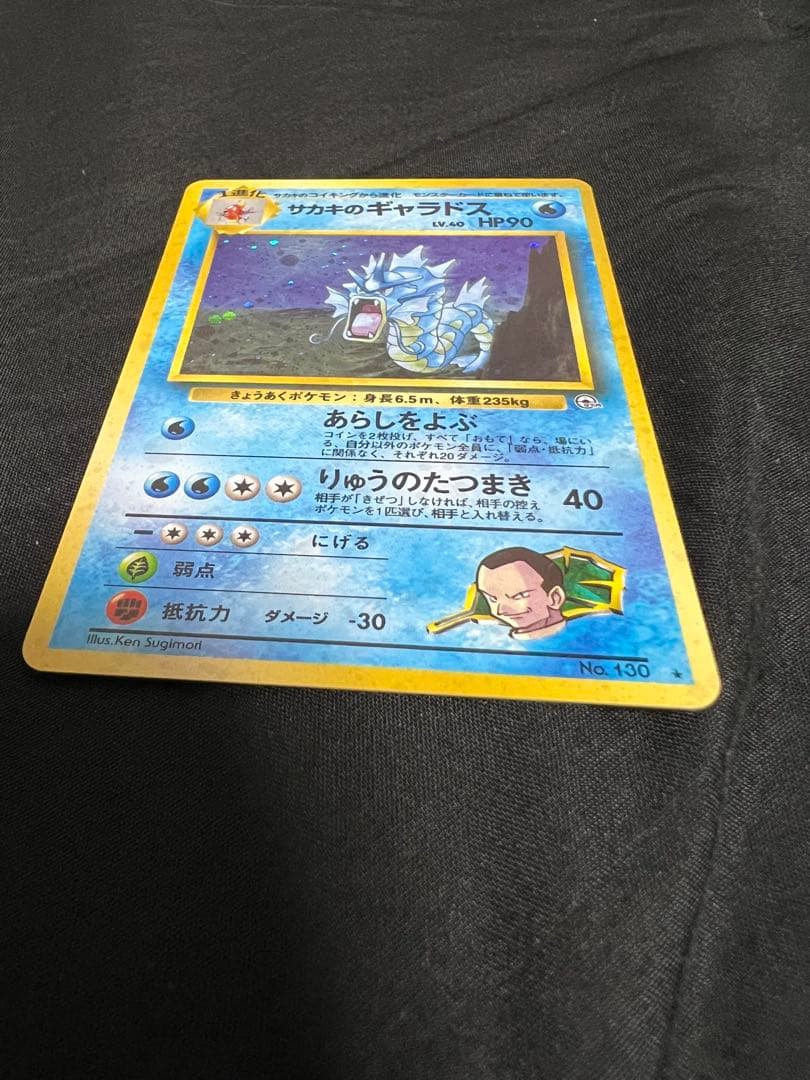 1進化 サカキのコイキングから進化 モンスターカードに重ねて使います。
サカキのギャラドス
LV.40 HP90
きょうあくポケモン：身長6.5m、体重235kg
あらしをよぶ
コインを2枚投げ、すべて「おもて」なら、場にい
る、自分以外のポケモン全員に、「弱点・抵抗力」
に関係なく、それぞれ20ダメージ。
りゅうのたつまき 40
相手が「きぜつ」しなければ、相手の控え
ポケモンを1匹選び、相手と入れ替える。
にげる
弱点
抵抗力 ダメージ -30
Illus.Ken Sugimori
No. 130 ★